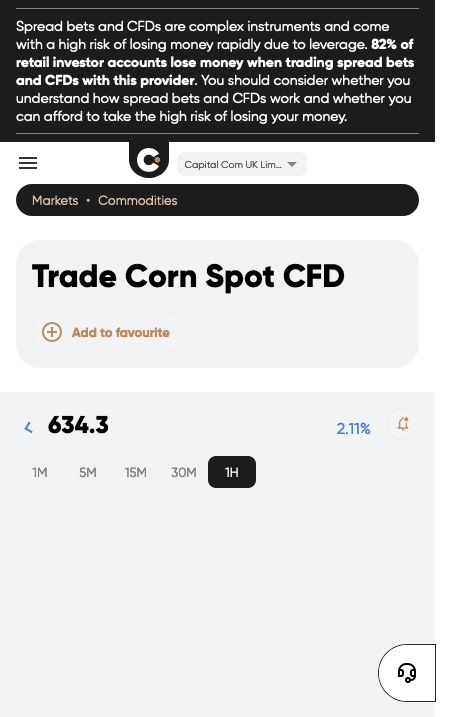 Spread bets and CFDs are complex instruments and come
with a high risk of losing money rapidly due to leverage. 82% of
retail investor accounts lose money when trading spread bets
and CFDs with this provider. You should consider whether you
understand how spread bets and CFDs work and whether you
can afford to take the high risk of losing your money.
Capital Com UK Lim...
Markets • Commodities
Trade Corn Spot CFD
Add to favourite
634.3
2.11%
1M 5M 15M 30M 1H